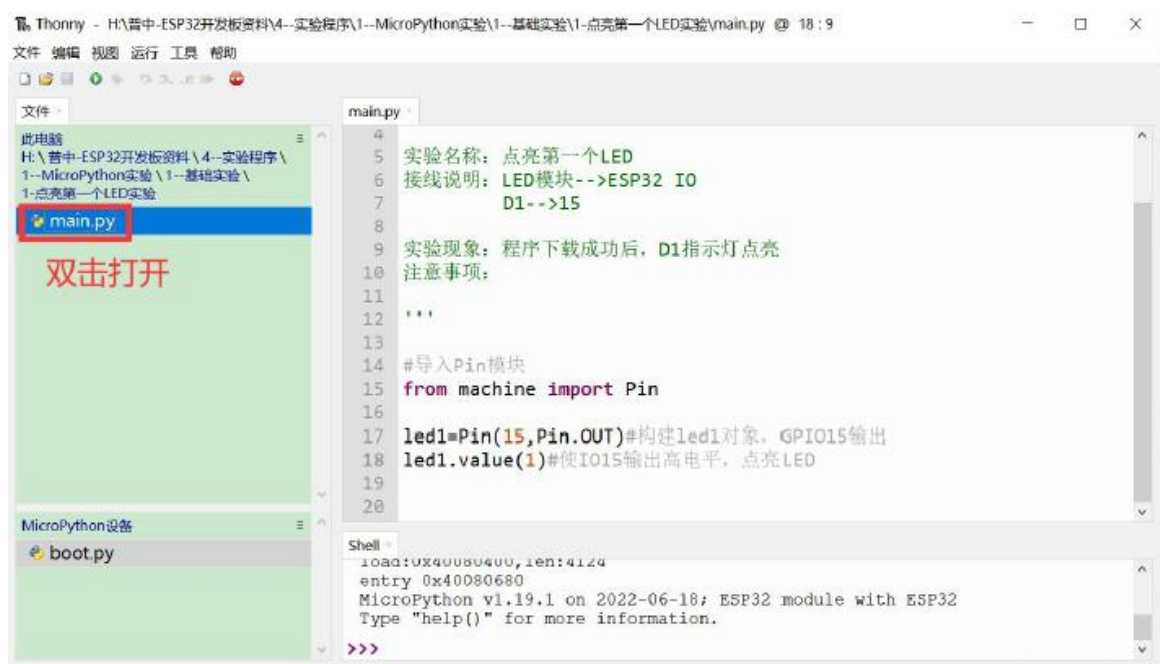 Thonny - H:\普中-ESP32开发板资料\4--实验程序\1--MicroPython实验\1--基础实验\1-点亮第一个LED实验\main.py @ 18:9
文件 编辑 视图 运行 工具 帮助
文件
此电脑
H:\普中-ESP32开发板资料\4--实验程序\
1--MicroPython实验\1--基础实验\
1-点亮第一个LED实验
main.py
双击打开
MicroPython设备
boot.py
main.py
4
5 实验名称：点亮第一个LED
6 接线说明：LED模块-->ESP32 IO
7 D1-->15
8
9 实验现象：程序下载成功后，D1指示灯点亮
10 注意事项：
11
12 '''
13
14 #导入Pin模块
15 from machine import Pin
16
17 led1=Pin(15,Pin.OUT)#构建led1对象，GPIO15输出
18 led1.value(1)#使IO15输出高电平，点亮LED
19
20
Shell
load:0x40080400,len:4124
entry 0x40080680
MicroPython v1.19.1 on 2022-06-18; ESP32 module with ESP32
Type "help()" for more information.
>>>